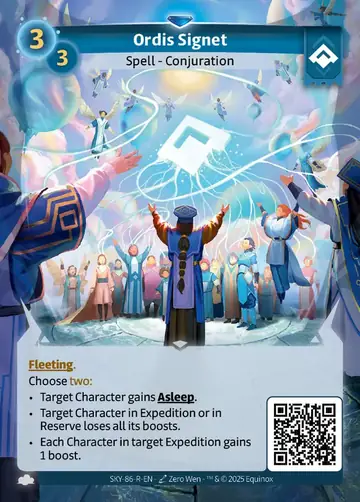 3
3
Ordis Signet
Spell - Conjuration
Fleeting.
Choose two:
• Target Character gains Asleep.
• Target Character in Expedition or in
Reserve loses all its boosts.
• Each Character in target Expedition gains
1 boost.
SKY-86-R-EN - Zero Wen - ™ & © 2025 Equinox